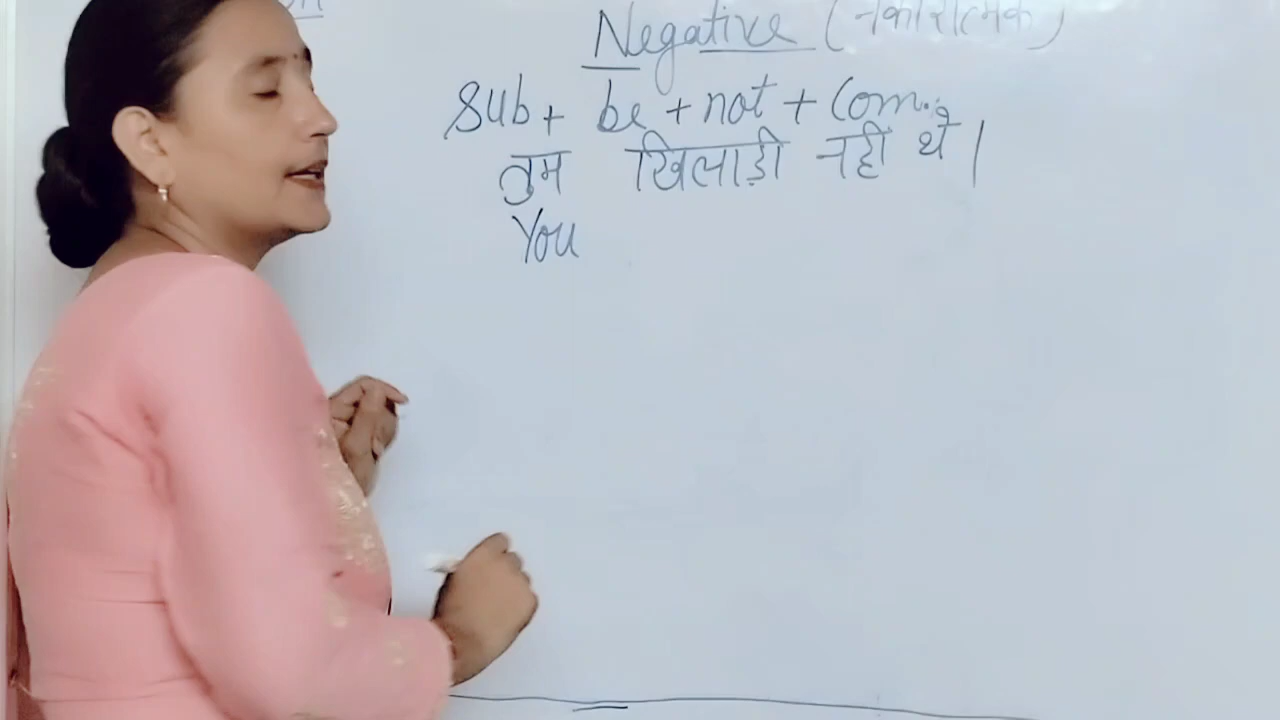 Negative (नकारात्मक)
Sub + be + not + Com.
तुम खिलाड़ी नहीं थे।
You